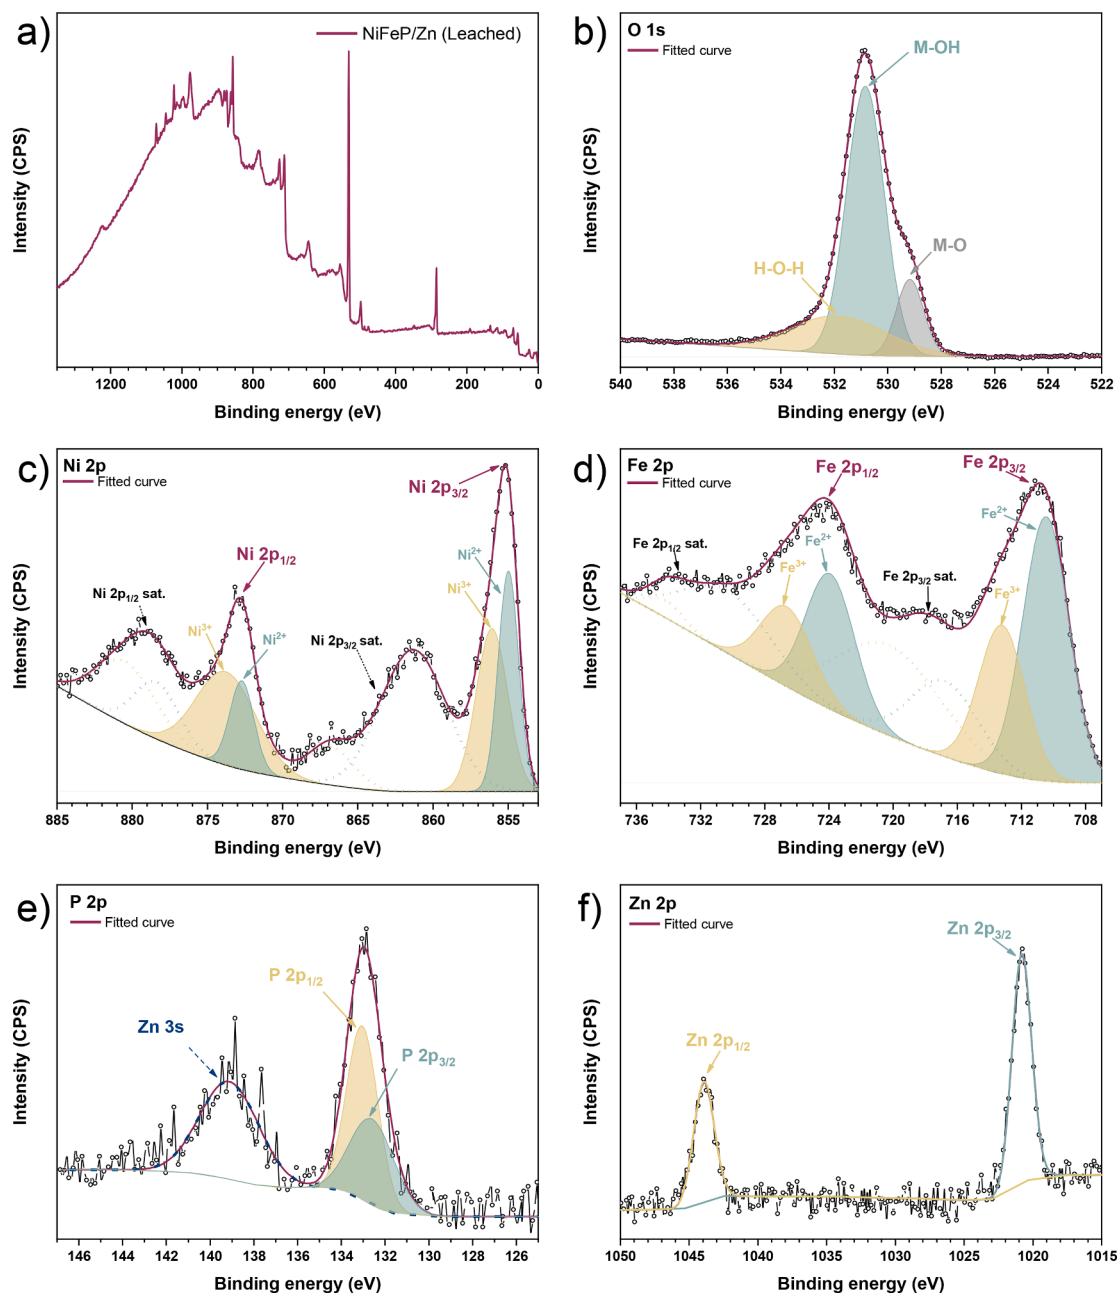 a)
NiFeP/Zn (Leached)
Intensity (CPS)
1200 1000 800 600 400 200 0
Binding energy (eV)
b)
O 1s
Fitted curve
M-OH
M-O
H-O-H
Intensity (CPS)
540 538 536 534 532 530 528 526 524 522
Binding energy (eV)
c)
Ni 2p
Fitted curve
Ni 2p3/2
Ni 2p1/2
Ni2+
Ni3+
Ni 2p1/2 sat.
Ni3+
Ni2+
Ni 2p3/2 sat.
Intensity (CPS)
885 880 875 870 865 860 855
Binding energy (eV)
d)
Fe 2p
Fitted curve
Fe 2p1/2
Fe 2p3/2
Fe2+
Fe 2p1/2 sat.
Fe2+
Fe3+
Fe 2p3/2 sat.
Fe3+
Intensity (CPS)
736 732 728 724 720 716 712 708
Binding energy (eV)
e)
P 2p
Fitted curve
P 2p1/2
Zn 3s
P 2p3/2
Intensity (CPS)
146 144 142 140 138 136 134 132 130 128 126
Binding energy (eV)
f)
Zn 2p
Fitted curve
Zn 2p3/2
Zn 2p1/2
Intensity (CPS)
1050 1045 1040 1035 1030 1025 1020 1015
Binding energy (eV)